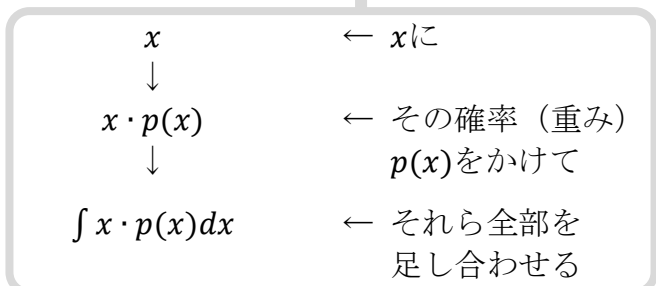 x ← xに
↓
x · p(x) ← その確率（重み）
↓ p(x)をかけて
∫ x · p(x)dx ← それら全部を
足し合わせる